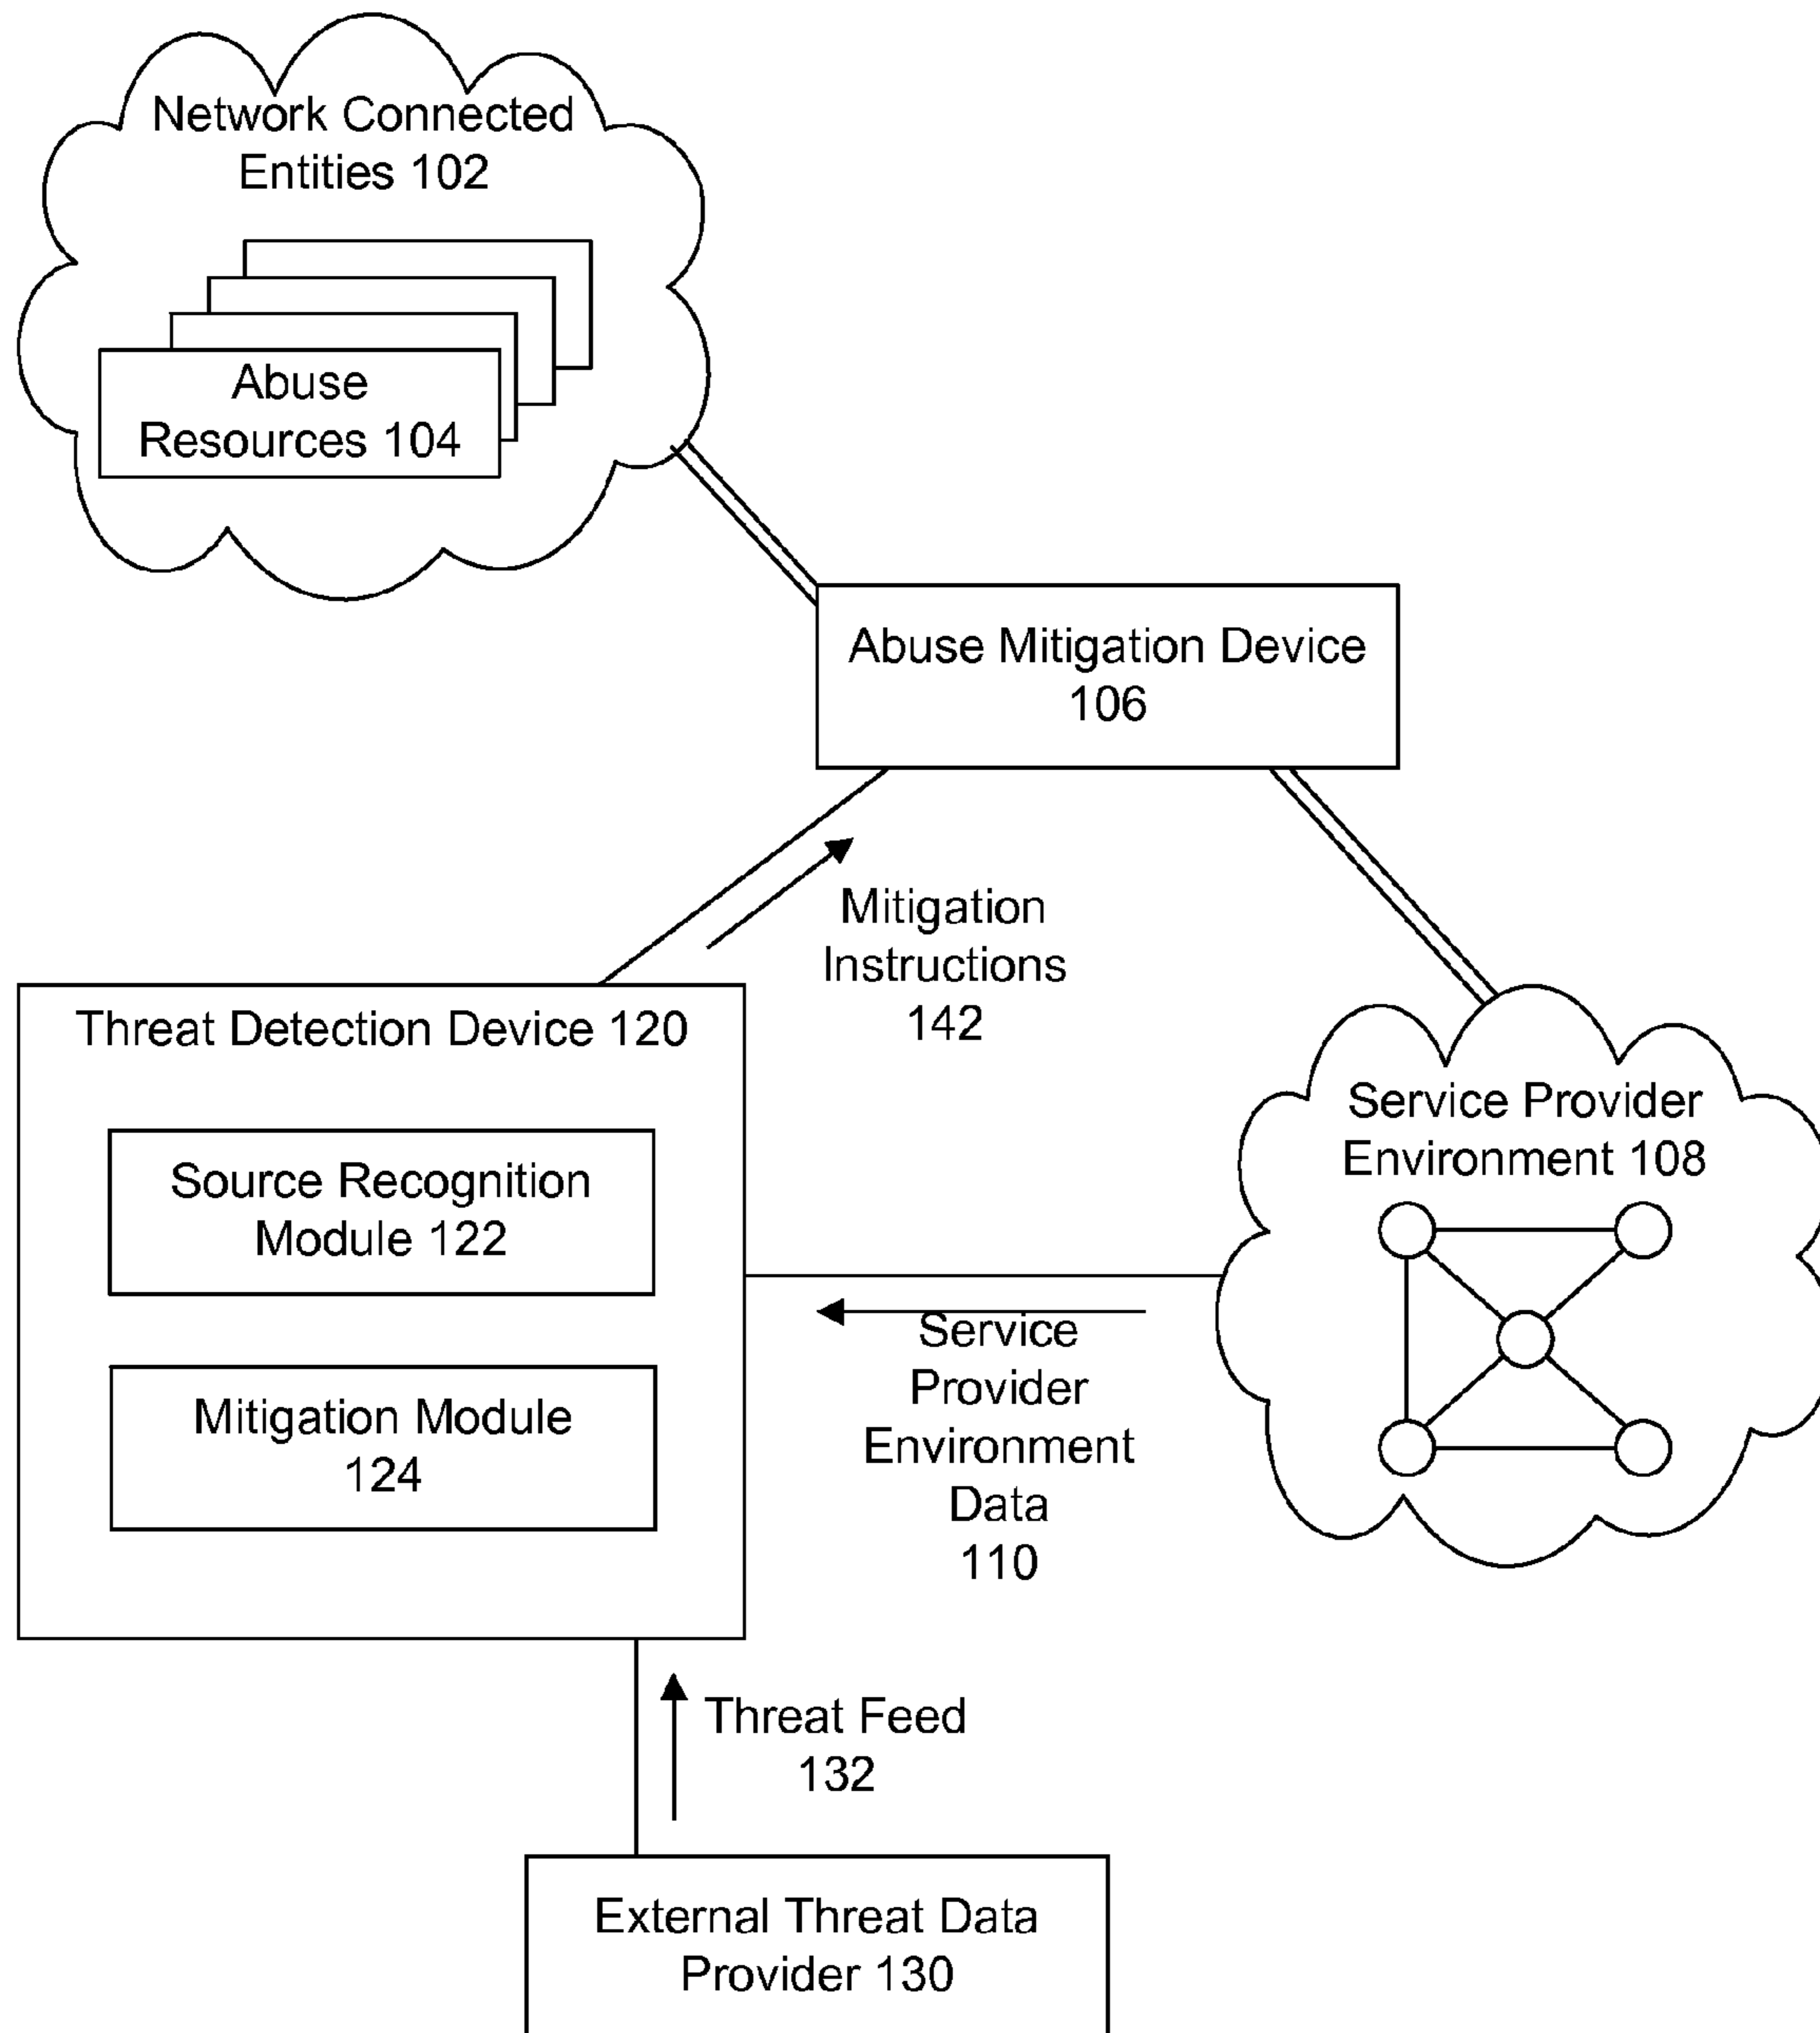 Network Connected
Entities 102
Abuse
Resources 104
Abuse Mitigation Device
106
Mitigation
Instructions
142
Threat Detection Device 120
Source Recognition
Module 122
Mitigation Module
124
Service Provider
Environment 108
Service
Provider
Environment
Data
110
Threat Feed
132
External Threat Data
Provider 130